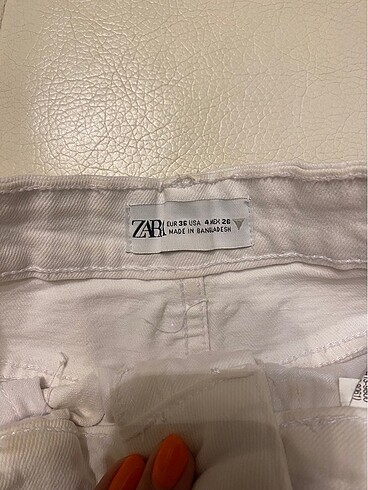 ZARA
EUR 36 USA 4 MEX 26
MADE IN BANGLADESH